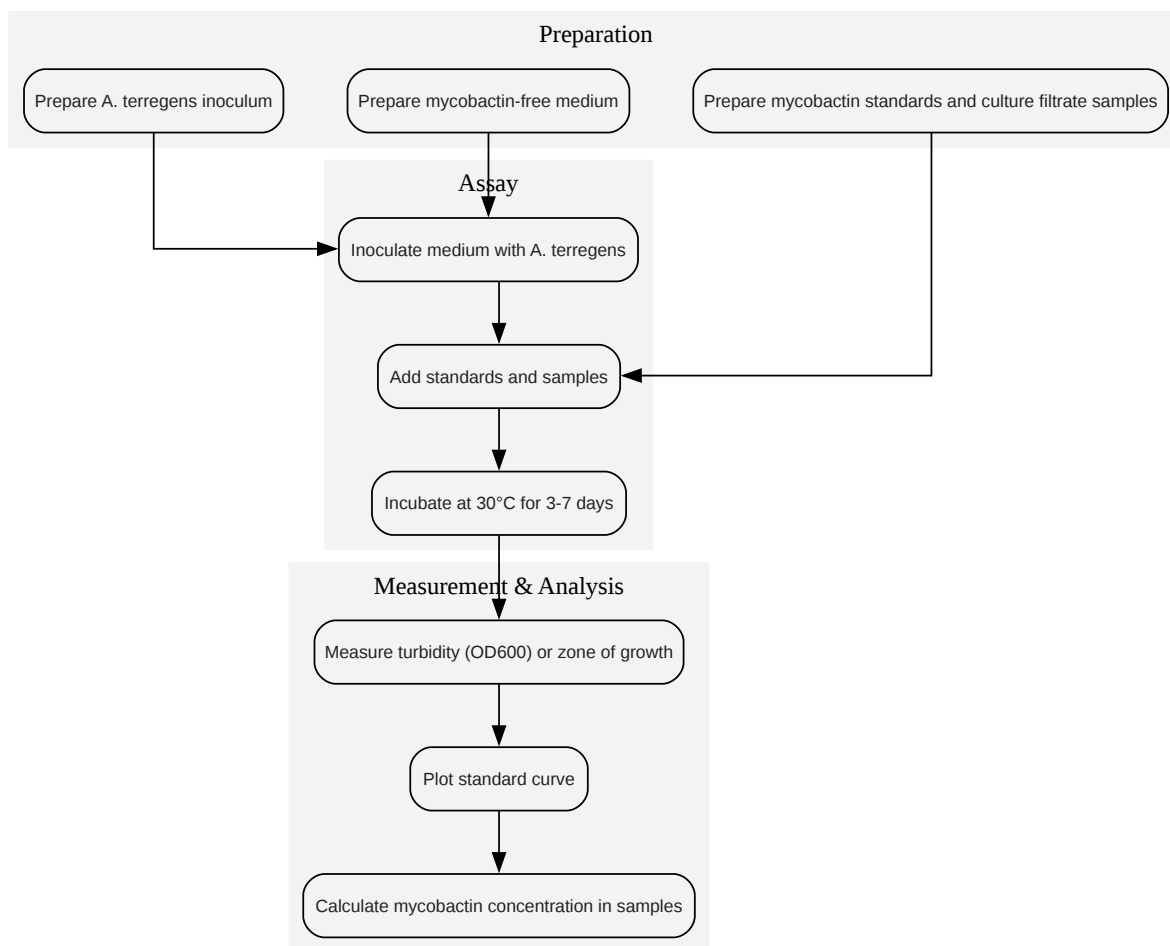 Preparation
Prepare A. terregens inoculum
Prepare mycobactin-free medium
Prepare mycobactin standards and culture filtrate samples
Assay
Inoculate medium with A. terregens
Add standards and samples
Incubate at 30°C for 3-7 days
Measurement & Analysis
Measure turbidity (OD600) or zone of growth
Plot standard curve
Calculate mycobactin concentration in samples